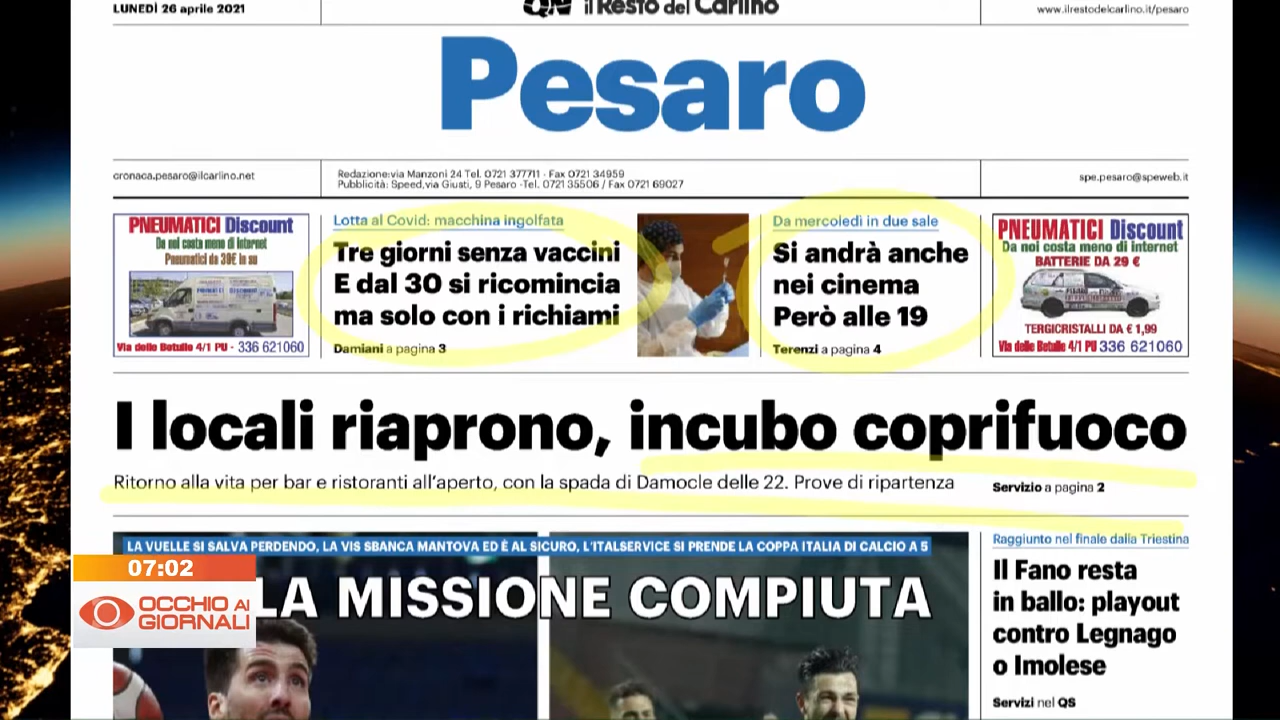 LUNEDÌ 26 aprile 2021
QN il Resto del Carlino
www.ilrestodelcarlino.it/pesaro
Pesaro
cronaca.pesaro@ilcarlino.net
Redazione: via Manzoni 24 Tel. 0721 377711 - Fax 0721 34959
Pubblicità: Speed, via Giusti, 9 Pesaro -Tel. 0721 35506 / Fax 0721 69027
spe.pesaro@speweb.it
PNEUMATICI Discount
Da noi costa meno di internet
Pneumatici da 39€ in su
Via delle Betulle 4/1 PU - 336 621060
Lotta al Covid: macchina ingolfata
Tre giorni senza vaccini
E dal 30 si ricomincia
ma solo con i richiami
Damiani a pagina 3
Da mercoledì in due sale
Si andrà anche
nei cinema
Però alle 19
Terenzi a pagina 4
PNEUMATICI Discount
Da noi costa meno di internet
BATTERIE DA 29 €
TERGICRISTALLI DA € 1,99
Via delle Betulle 4/1 PU 336 621060
I locali riaprono, incubo coprifuoco
Ritorno alla vita per bar e ristoranti all'aperto, con la spada di Damocle delle 22. Prove di ripartenza
Servizio a pagina 2
LA VUELLE SI SALVA PERDENDO, LA VIS SBANCA MANTOVA ED È AL SICURO, L'ITALSERVICE SI PRENDE LA COPPA ITALIA DI CALCIO A 5
LA MISSIONE COMPIUTA
Raggiunto nel finale dalla Triestina
Il Fano resta
in ballo: playout
contro Legnago
o Imolese
Servizi nel QS
07:02
OCCHIO AI
GIORNALI